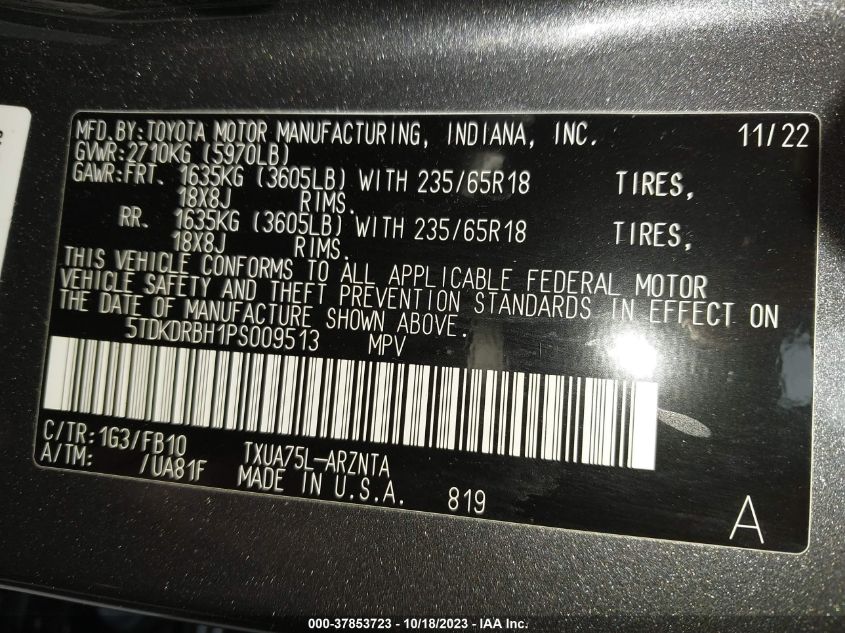 MFD.BY:TOYOTA MOTOR MANUFACTURING, INDIANA, INC. 11/22
GVWR:2710KG (5970LB)
GAWR:FRT. 1635KG (3605LB) WITH 235/65R18 TIRES,
18X8J RIMS.
RR. 1635KG (3605LB) WITH 235/65R18 TIRES,
18X8J RIMS.
THIS VEHICLE CONFORMS TO ALL APPLICABLE FEDERAL MOTOR
VEHICLE SAFETY AND THEFT PREVENTION STANDARDS IN EFFECT ON
THE DATE OF MANUFACTURE SHOWN ABOVE.
5TDKDRBH1PS009513 MPV
C/TR:1G3/FB10 TXUA75L-ARZNTA
A/TM: /UA81F MADE IN U.S.A. 819
A
000-37853723 - 10/18/2023 - IAA Inc.